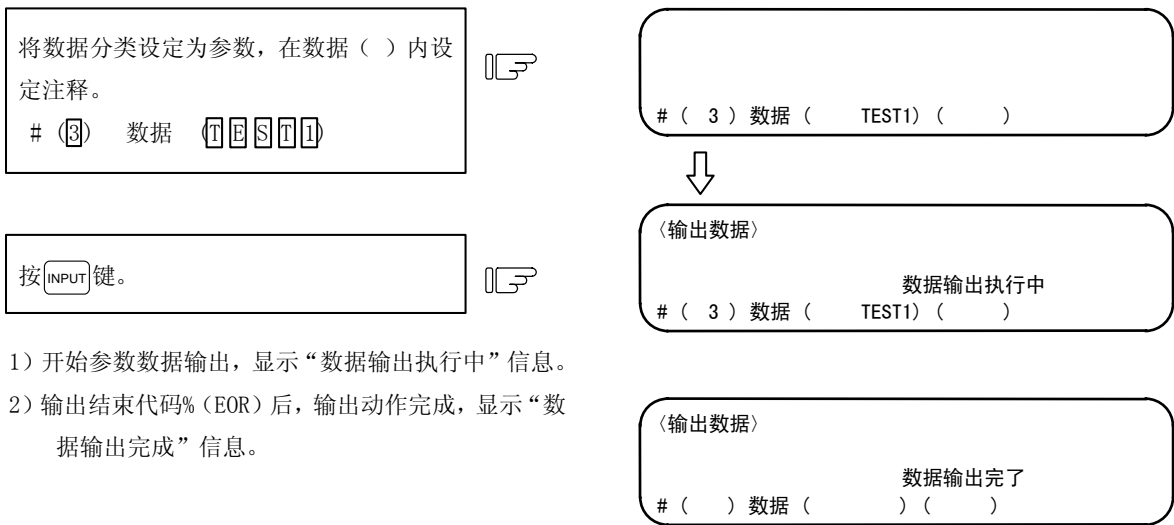 将数据分类设定为参数，在数据（ ）内设
定注释。
# (3) 数据 (TEST1)
# （ 3 ）数据（ TEST1）（ ）
按INPUT键。
〈输出数据〉
数据输出执行中
# （ 3 ）数据（ TEST1）（ ）
1）开始参数数据输出，显示“数据输出执行中”信息。
2）输出结束代码%（EOR）后，输出动作完成，显示“数
据输出完成”信息。
〈输出数据〉
数据输出完了
# （ ）数据（ ）（ ）